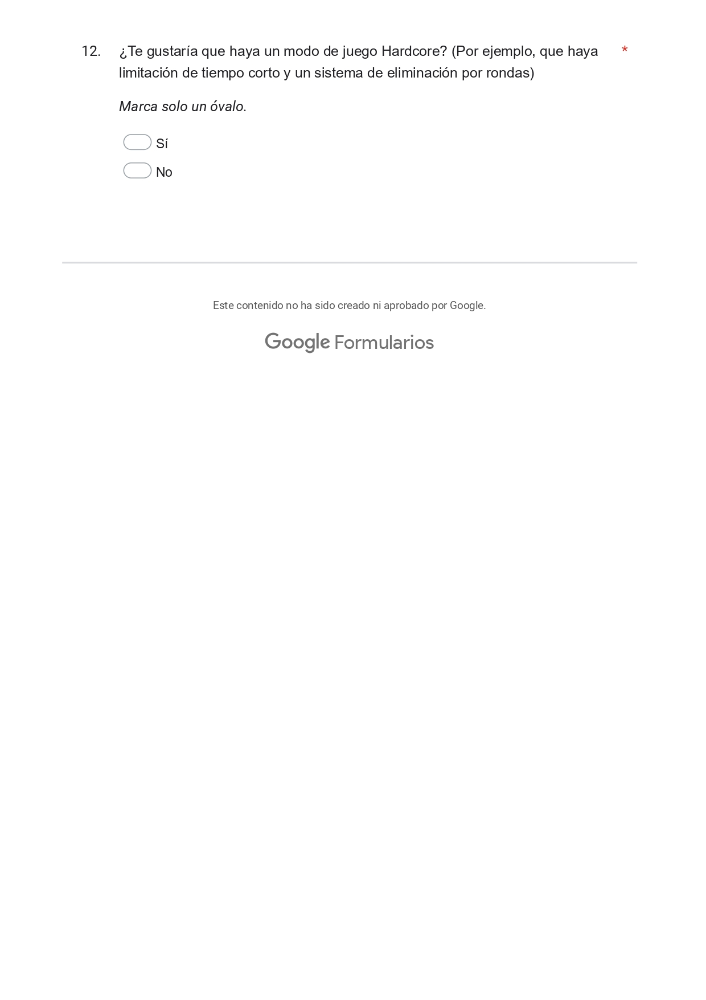 12. ¿Te gustaría que haya un modo de juego Hardcore? (Por ejemplo, que haya *
limitación de tiempo corto y un sistema de eliminación por rondas)
Marca solo un óvalo.
Sí
No
Este contenido no ha sido creado ni aprobado por Google.
Google Formularios